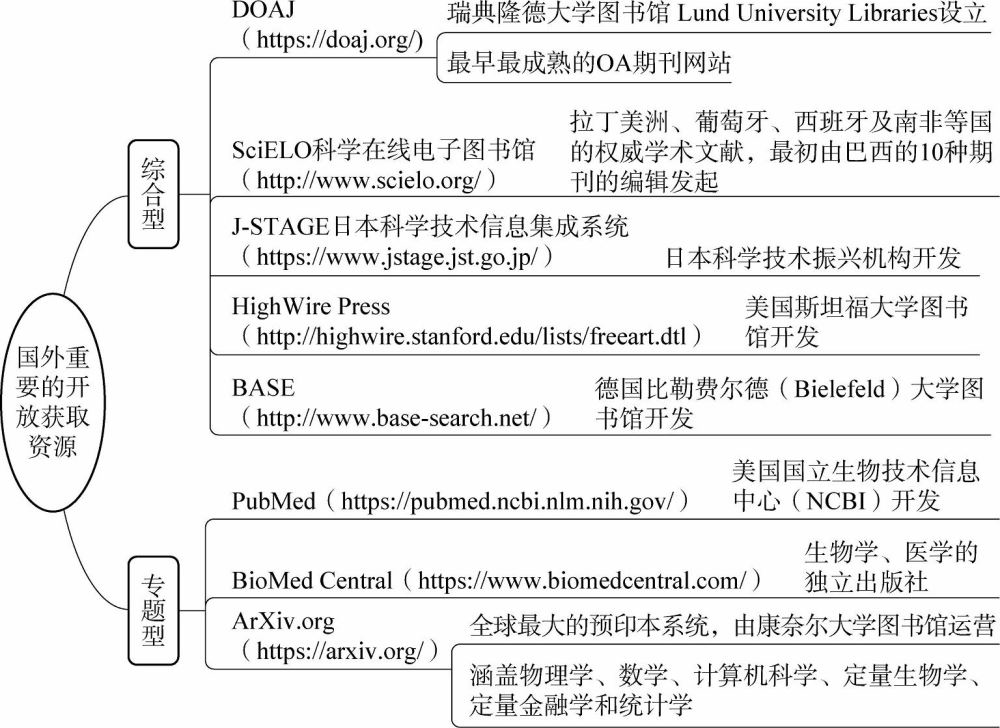 国外重
要的开
放获取
资源
综合型
DOAJ
（https://doaj.org/)
瑞典隆德大学图书馆 Lund University Libraries设立
最早最成熟的OA期刊网站
SciELO科学在线电子图书馆
（http://www.scielo.org/）
拉丁美洲、葡萄牙、西班牙及南非等国
的权威学术文献，最初由巴西的10种期
刊的编辑发起
J-STAGE日本科学技术信息集成系统
（https://www.jstage.jst.go.jp/）
日本科学技术振兴机构开发
HighWire Press
（http://highwire.stanford.edu/lists/freeart.dtl）
美国斯坦福大学图书
馆开发
BASE
（http://www.base-search.net/）
德国比勒费尔德（Bielefeld）大学图
书馆开发
专题型
PubMed（https://pubmed.ncbi.nlm.nih.gov/）
美国国立生物技术信息
中心（NCBI）开发
BioMed Central（https://www.biomedcentral.com/）
生物学、医学的
独立出版社
ArXiv.org
（https://arxiv.org/）
全球最大的预印本系统，由康奈尔大学图书馆运营
涵盖物理学、数学、计算机科学、定量生物学、
定量金融学和统计学